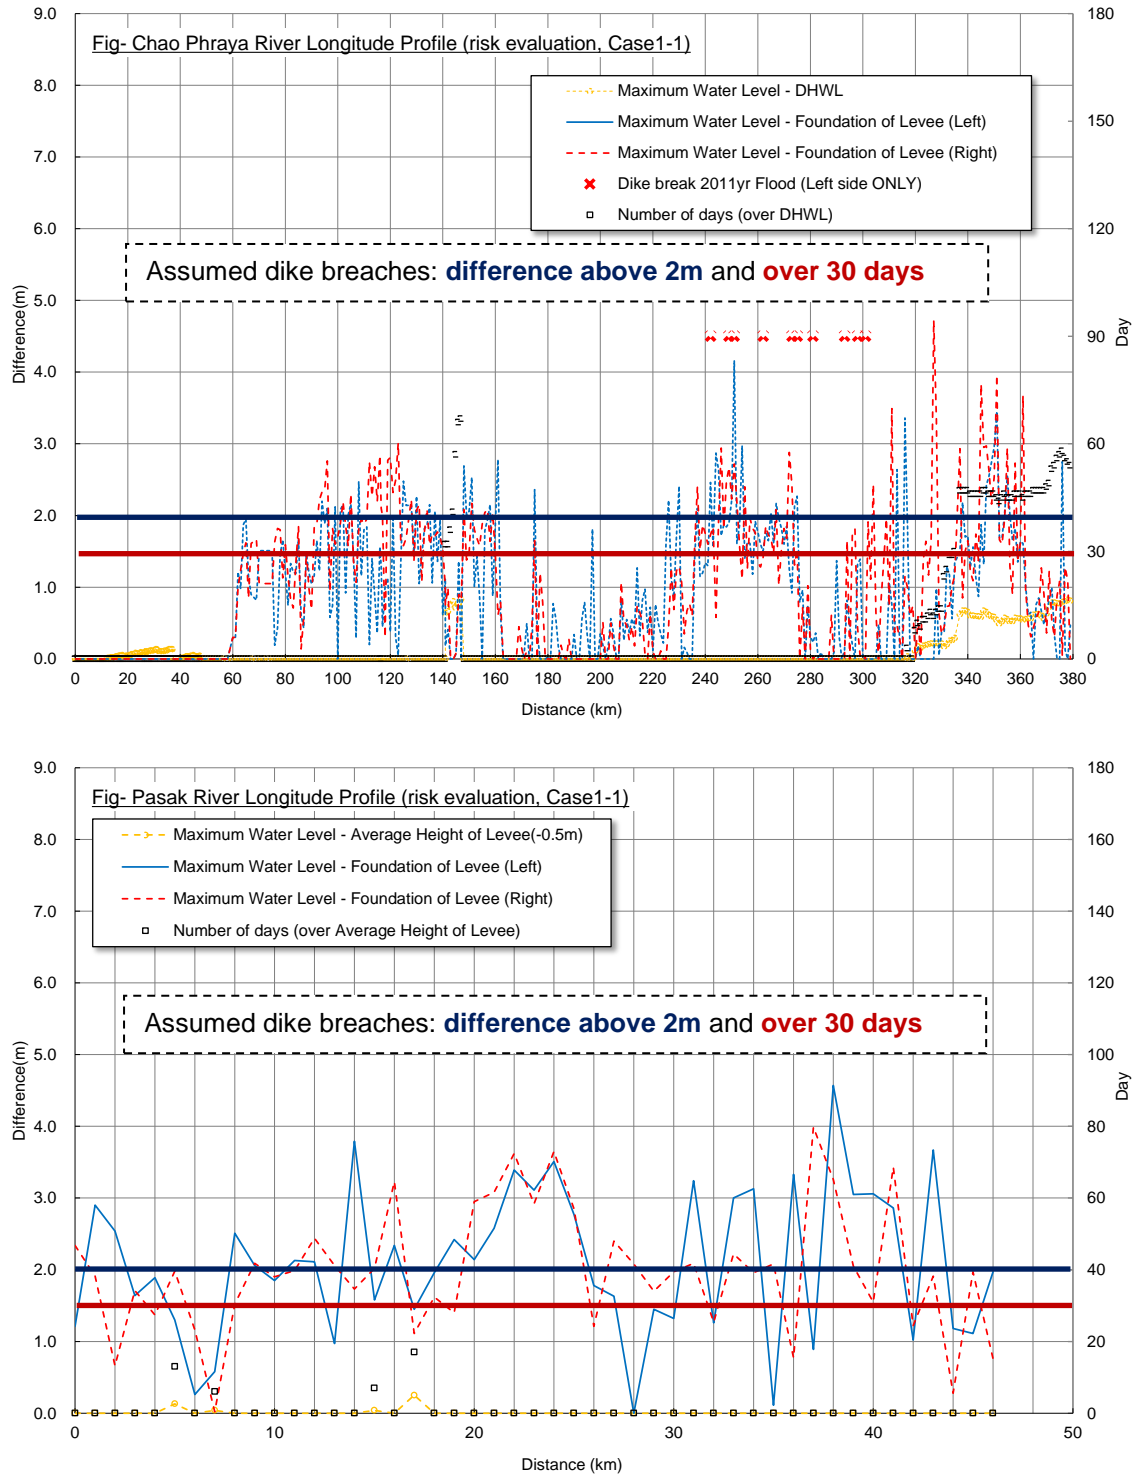 Fig- Chao Phraya River Longitude Profile (risk evaluation, Case1-1)
Maximum Water Level - DHWL
Maximum Water Level - Foundation of Levee (Left)
Maximum Water Level - Foundation of Levee (Right)
Dike break 2011yr Flood (Left side ONLY)
Number of days (over DHWL)
Assumed dike breaches: difference above 2m and over 30 days
9.0
8.0
7.0
6.0
5.0
4.0
3.0
2.0
1.0
0.0
Difference(m)
180
150
120
90
60
30
0
Day
0 20 40 60 80 100 120 140 160 180 200 220 240 260 280 300 320 340 360 380
Distance (km)
Fig- Pasak River Longitude Profile (risk evaluation, Case1-1)
Maximum Water Level - Average Height of Levee(-0.5m)
Maximum Water Level - Foundation of Levee (Left)
Maximum Water Level - Foundation of Levee (Right)
Number of days (over Average Height of Levee)
Assumed dike breaches: difference above 2m and over 30 days
9.0
8.0
7.0
6.0
5.0
4.0
3.0
2.0
1.0
0.0
Difference(m)
180
160
140
120
100
80
60
40
20
0
Day
0 10 20 30 40 50
Distance (km)